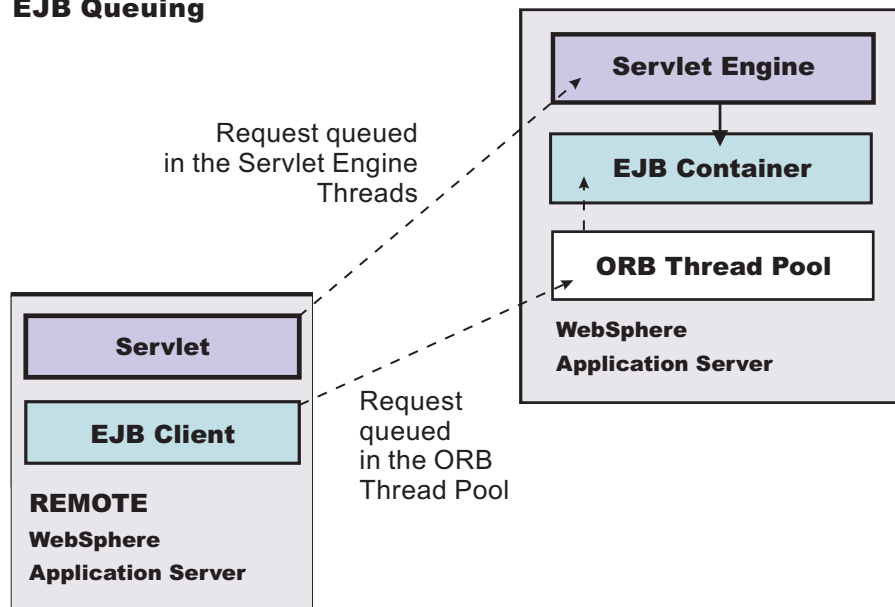 EJB Queuing
Servlet Engine
Request queued
in the Servlet Engine
Threads
EJB Container
ORB Thread Pool
WebSphere
Application Server
Servlet
EJB Client
Request
queued
in the ORB
Thread Pool
REMOTE
WebSphere
Application Server